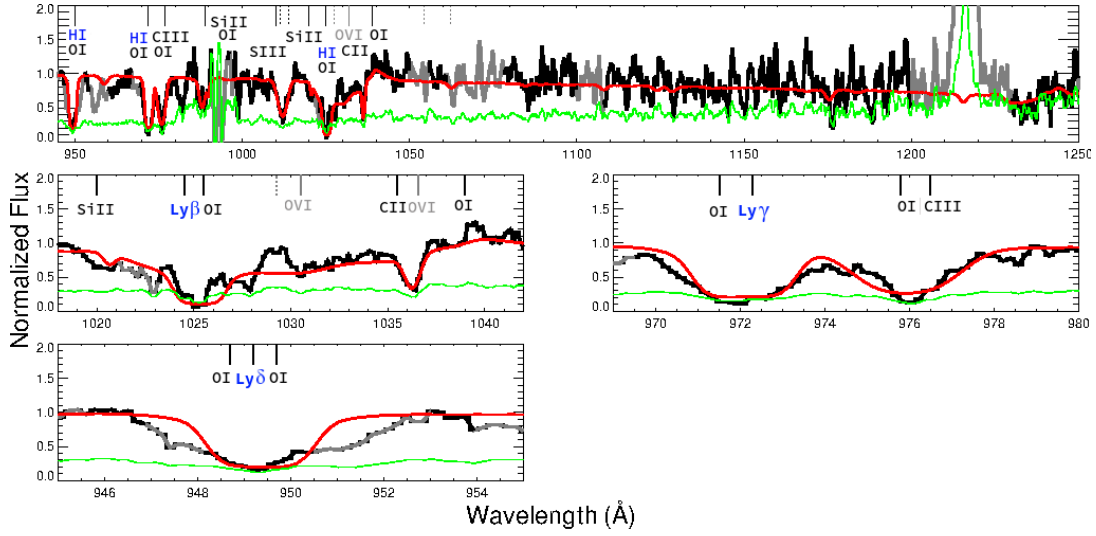 SiII
OVI
HI HI CIII OI SiII CII OI
OI OI OI SIII HI
OI
2.0
1.5
1.0
0.5
0.0
950 1000 1050 1100 1150 1200 1250
2.0
1.5
1.0
0.5
0.0
SiII Lyβ OI OVI CII OVI OI
1020 1025 1030 1035 1040
2.0
1.5
1.0
0.5
0.0
OI Lyγ OI CIII
970 972 974 976 978 980
2.0
1.5
1.0
0.5
0.0
OI Lyδ OI
946 948 950 952 954
Normalized Flux
Wavelength (Å)